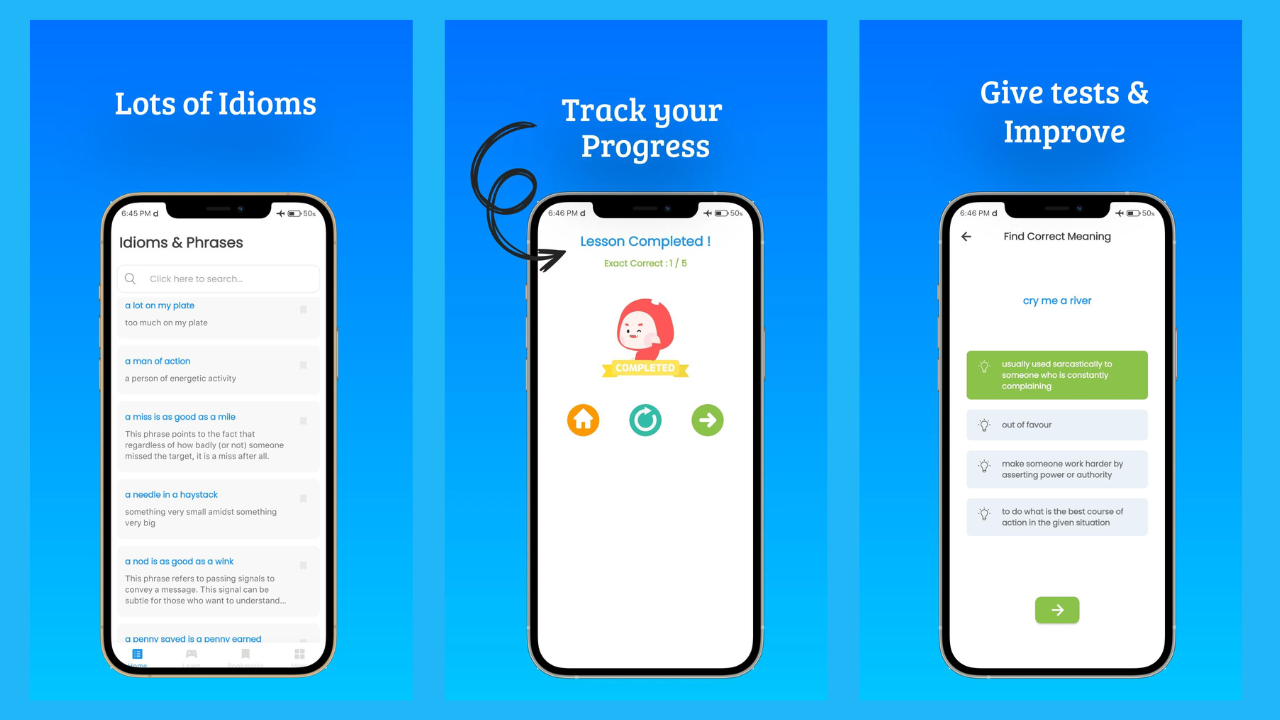 Lots of Idioms
6:45 PM d
50%
Idioms & Phrases
Click here to search...
a lot on my plate
too much on my plate
a man of action
a person of energetic activity
a miss is as good as a mile
This phrase points to the fact that
regardless of how badly (or not) someone
missed the target, it is a miss after all.
a needle in a haystack
something very small amidst something
very big
a nod is as good as a wink
This phrase refers to passing signals to
convey a message. This signal can be
subtle for those who want to understand...
a penny saved is a penny earned
Home
Track your
Progress
6:46 PM d
50%
Lesson Completed !
Exact Correct : 1 / 5
COMPLETED
Give tests &
Improve
6:46 PM d
50%
Find Correct Meaning
cry me a river
usually used sarcastically to
someone who is constantly
complaining
out of favour
make someone work harder by
asserting power or authority
to do what is the best course of
action in the given situation